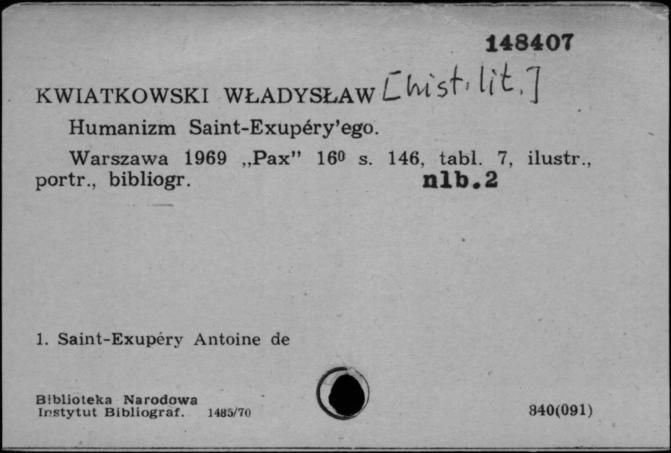 148407
KWIATKOWSKI WŁADYSŁAW [hist. lit.]
Humanizm Saint-Exupéry'ego.
Warszawa 1969 „Pax” 16⁰ s. 146, tabl. 7, ilustr.,
portr., bibliogr. nlb.2
1. Saint-Exupéry Antoine de
Biblioteka Narodowa
Instytut Bibliograf. 1485/70 840(091)